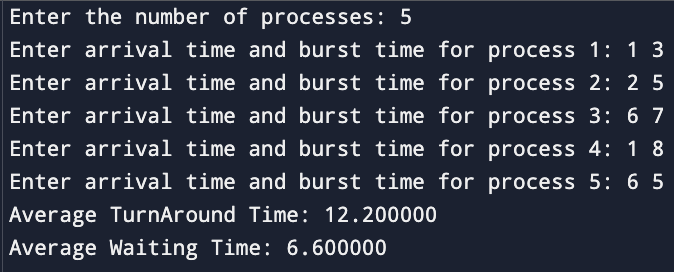 Enter the number of processes: 5
Enter arrival time and burst time for process 1: 1 3
Enter arrival time and burst time for process 2: 2 5
Enter arrival time and burst time for process 3: 6 7
Enter arrival time and burst time for process 4: 1 8
Enter arrival time and burst time for process 5: 6 5
Average TurnAround Time: 12.200000
Average Waiting Time: 6.600000